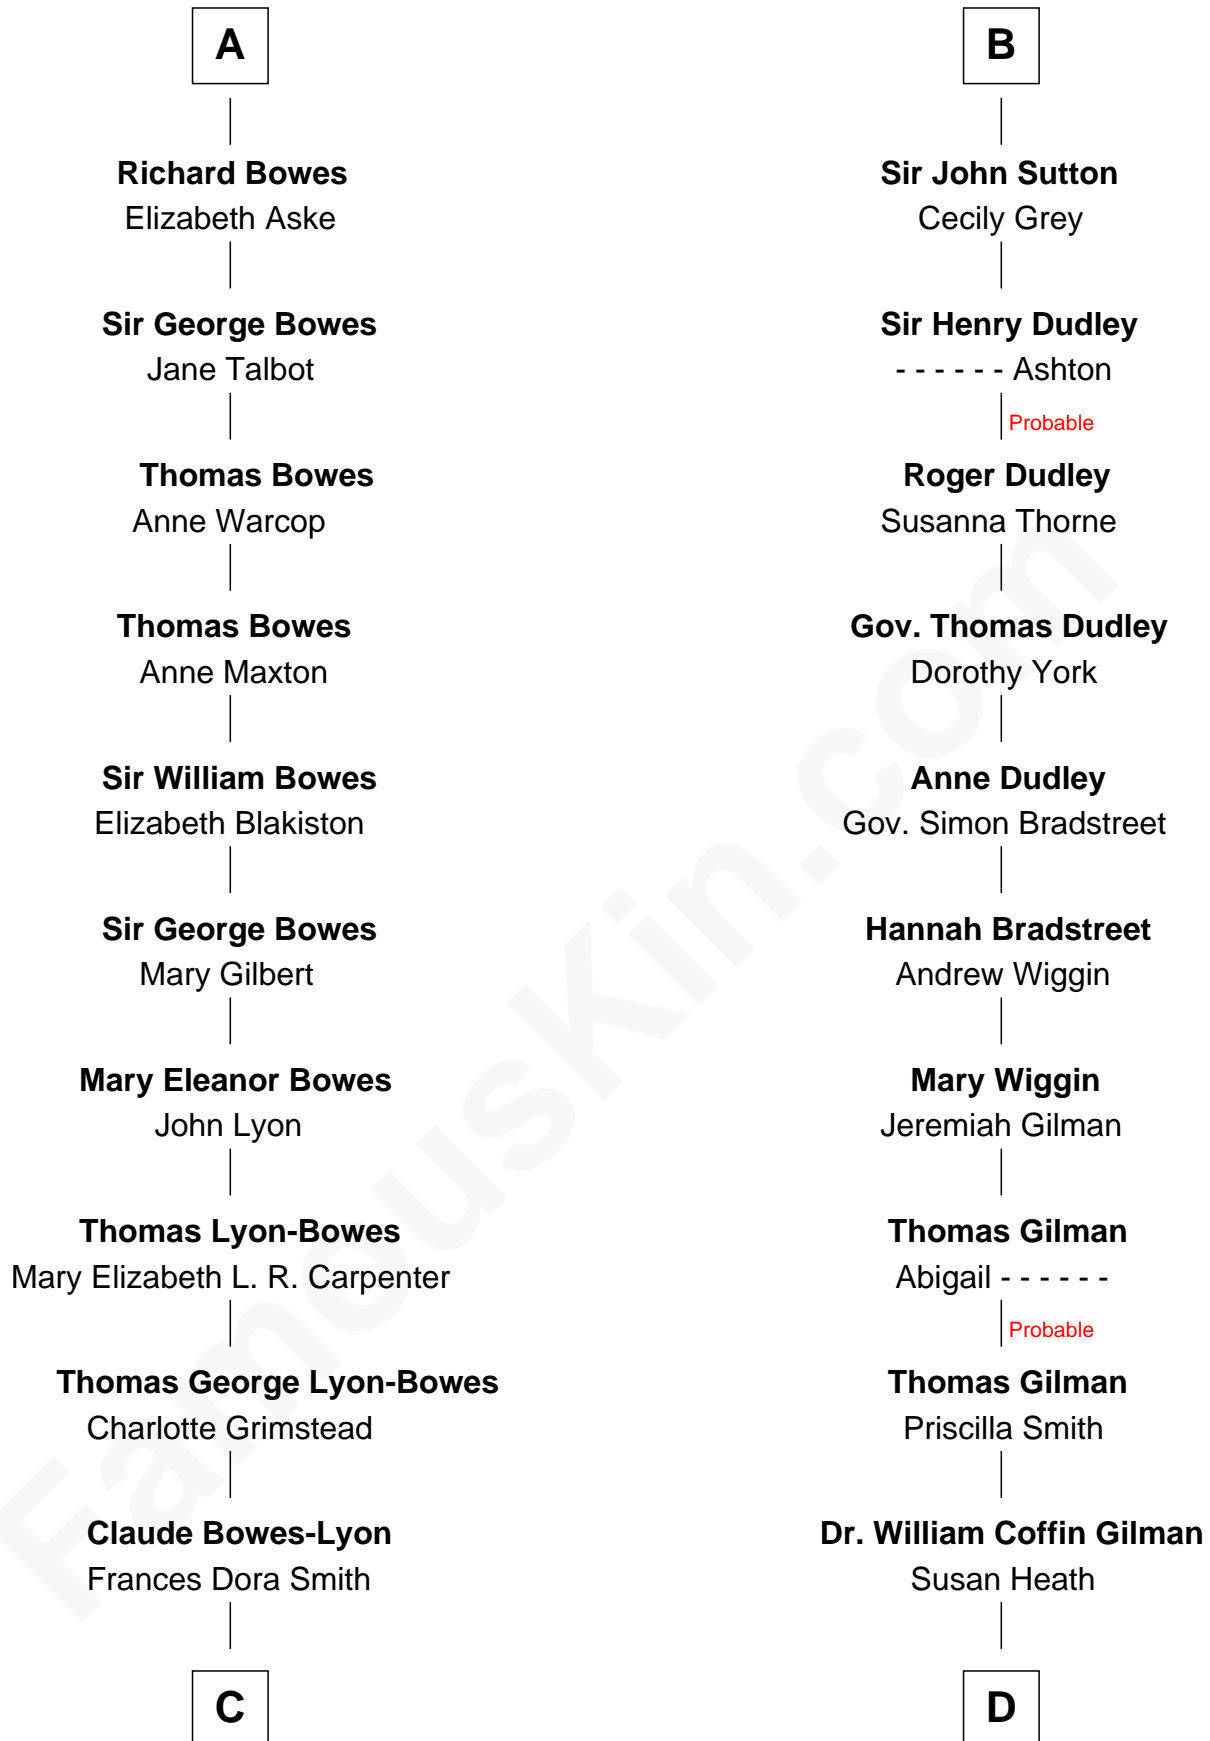 A
Richard Bowes
Elizabeth Aske
Sir George Bowes
Jane Talbot
Thomas Bowes
Anne Warcop
Thomas Bowes
Anne Maxton
Sir William Bowes
Elizabeth Blakiston
Sir George Bowes
Mary Gilbert
Mary Eleanor Bowes
John Lyon
Thomas Lyon-Bowes
Mary Elizabeth L. R. Carpenter
Thomas George Lyon-Bowes
Charlotte Grimstead
Claude Bowes-Lyon
Frances Dora Smith
C
B
Sir John Sutton
Cecily Grey
Sir Henry Dudley
- - - - - - Ashton
Probable
Roger Dudley
Susanna Thorne
Gov. Thomas Dudley
Dorothy York
Anne Dudley
Gov. Simon Bradstreet
Hannah Bradstreet
Andrew Wiggin
Mary Wiggin
Jeremiah Gilman
Thomas Gilman
Abigail - - - - - -
Probable
Thomas Gilman
Priscilla Smith
Dr. William Coffin Gilman
Susan Heath
D
FamousKin.com